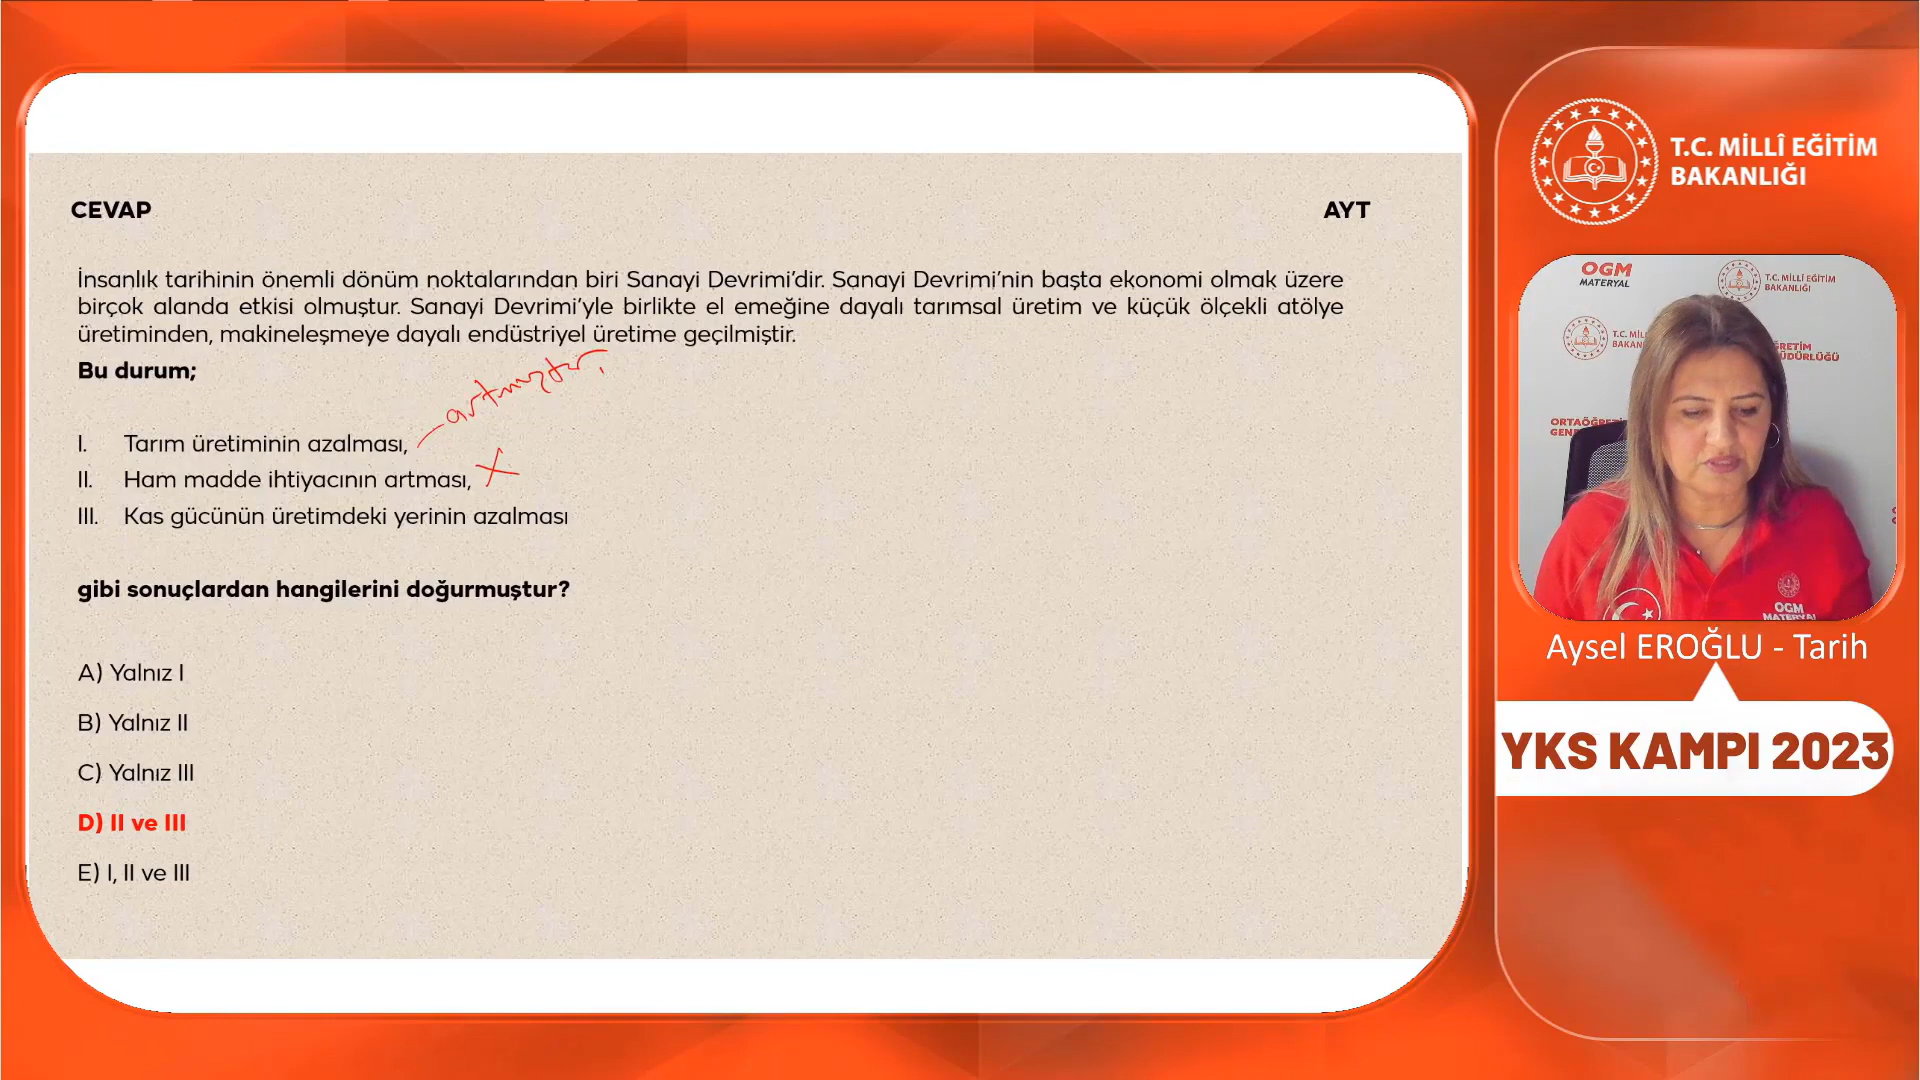 CEVAP
AYT
İnsanlık tarihinin önemli dönüm noktalarından biri Sanayi Devrimi'dir. Sanayi Devrimi'nin başta ekonomi olmak üzere
birçok alanda etkisi olmuştur. Sanayi Devrimi'yle birlikte el emeğine dayalı tarımsal üretim ve küçük ölçekli atölye
üretiminden, makineleşmeye dayalı endüstriyel üretime geçilmiştir.
Bu durum;
artmıştır.
I. Tarım üretiminin azalması,
II. Ham madde ihtiyacının artması,
III. Kas gücünün üretimdeki yerinin azalması
gibi sonuçlardan hangilerini doğurmuştur?
A) Yalnız I
B) Yalnız II
C) Yalnız III
D) II ve III
E) I, II ve III
T.C. MİLLÎ EĞİTİM
BAKANLIĞI
OGM
MATERYAL
T.C. MİLLÎ EĞİTİM
BAKANLIĞI
OGM
MATERYAL
Aysel EROĞLU - Tarih
YKS KAMPI 2023